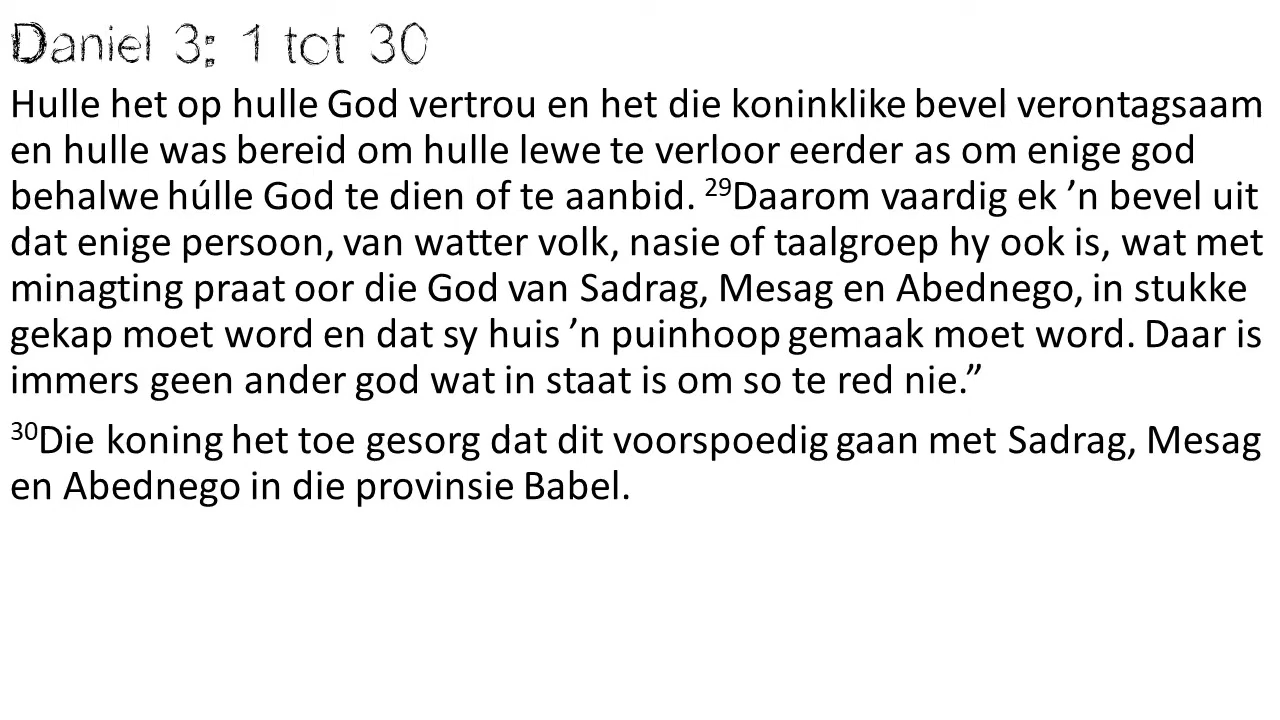 Daniel 3: 1 tot 30
Hulle het op hulle God vertrou en het die koninklike bevel verontagsaam
en hulle was bereid om hulle lewe te verloor eerder as om enige god
behalwe húlle God te dien of te aanbid. ²⁹Daarom vaardig ek ’n bevel uit
dat enige persoon, van watter volk, nasie of taalgroep hy ook is, wat met
minagting praat oor die God van Sadrag, Mesag en Abednego, in stukke
gekap moet word en dat sy huis ’n puinhoop gemaak moet word. Daar is
immers geen ander god wat in staat is om so te red nie.”
³⁰Die koning het toe gesorg dat dit voorspoedig gaan met Sadrag, Mesag
en Abednego in die provinsie Babel.